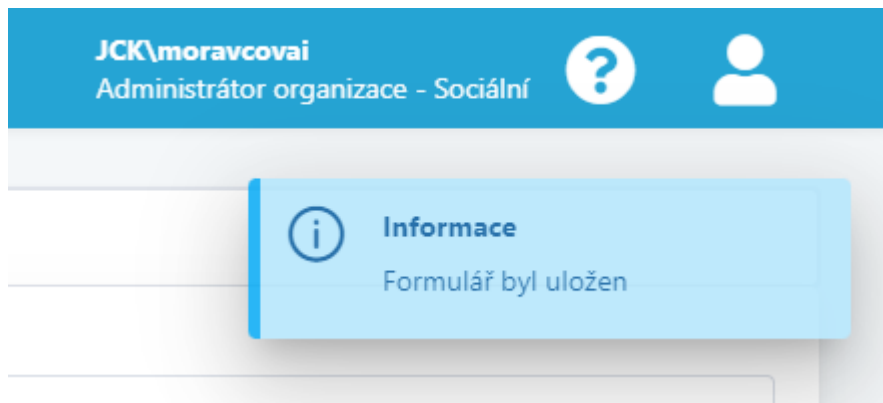 JCK\moravcovai
Administrátor organizace - Sociální
Informace
Formulář byl uložen